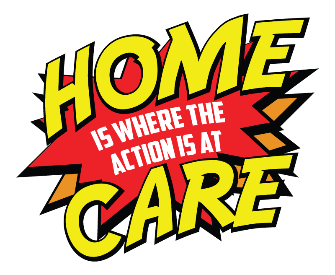 HOME
IS WHERE THE
ACTION IS AT
CARE